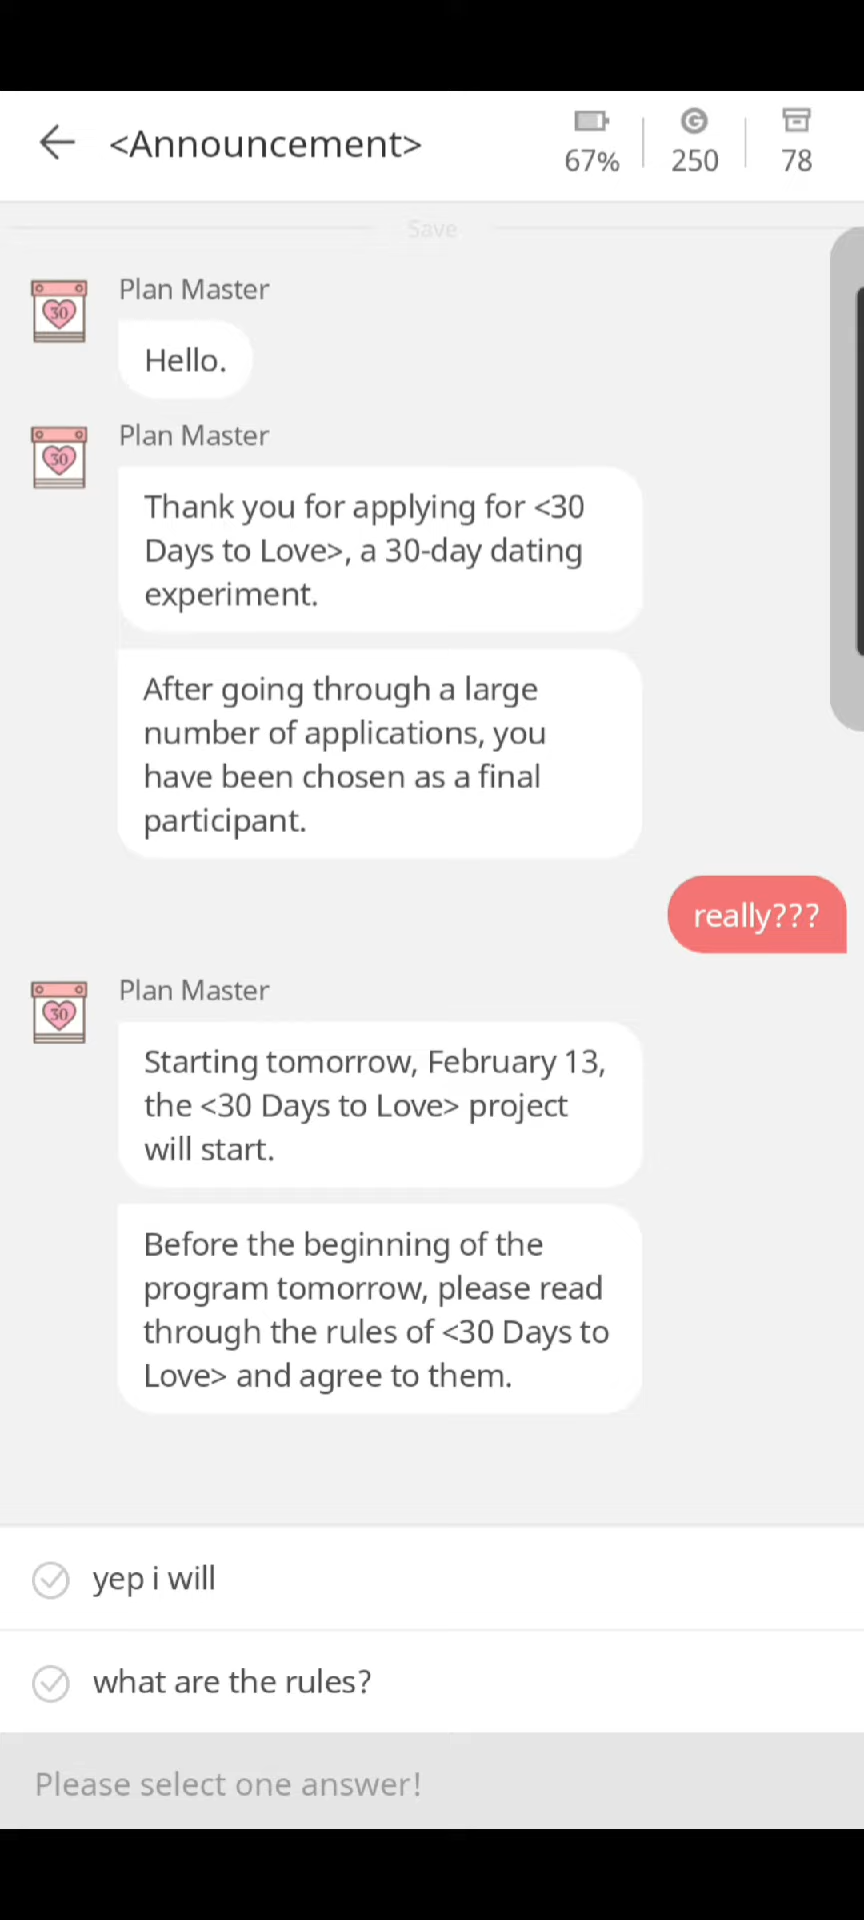 <Announcement>
67%
250
78
Save
Plan Master
30
Hello.
Plan Master
30
Thank you for applying for <30
Days to Love>, a 30-day dating
experiment.
After going through a large
number of applications, you
have been chosen as a final
participant.
really???
Plan Master
30
Starting tomorrow, February 13,
the <30 Days to Love> project
will start.
Before the beginning of the
program tomorrow, please read
through the rules of <30 Days to
Love> and agree to them.
yep i will
what are the rules?
Please select one answer!